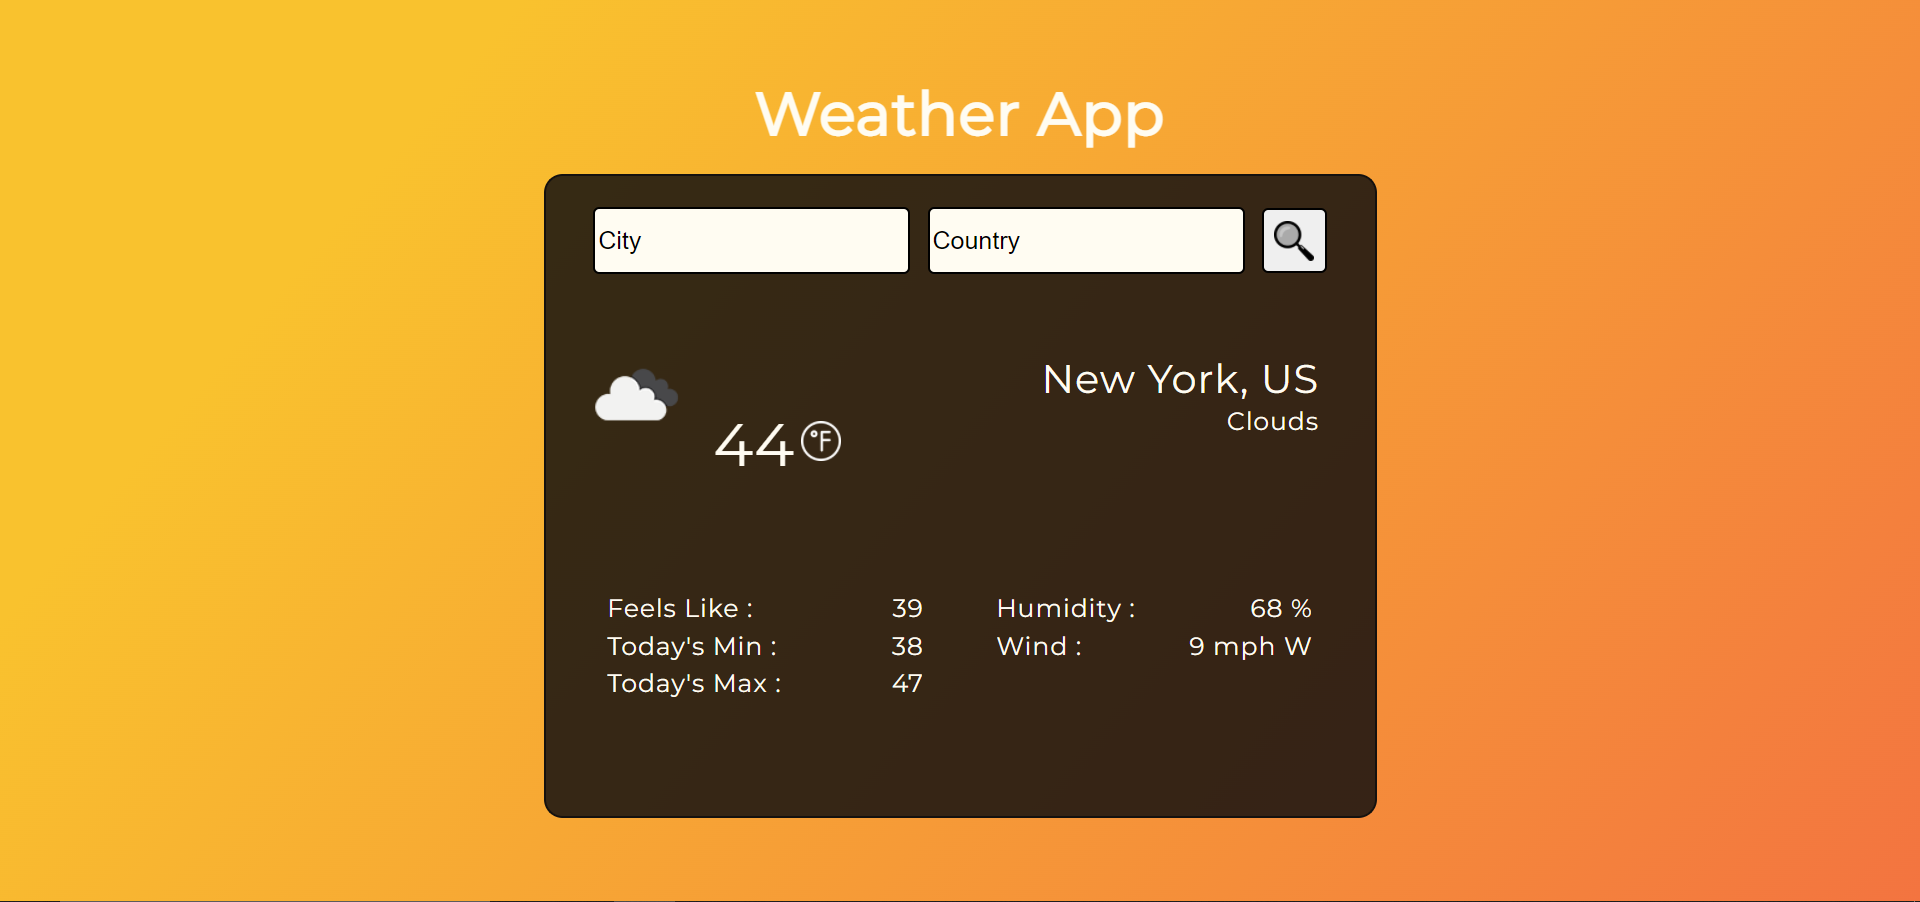 Weather App
City Country
New York, US
Clouds
44 °F
Feels Like : 39 Humidity : 68 %
Today's Min : 38 Wind : 9 mph W
Today's Max : 47